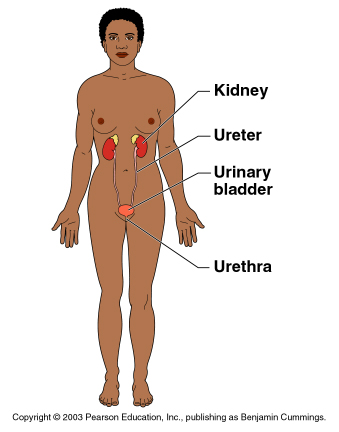 Kidney
Ureter
Urinary
bladder
Urethra
Copyright © 2003 Pearson Education, Inc., publishing as Benjamin Cummings.